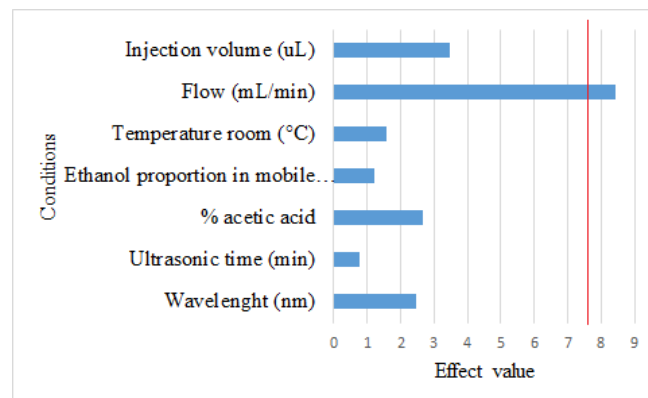 Injection volume (uL)
Flow (mL/min)
Temperature room (°C)
Ethanol proportion in mobile...
% acetic acid
Ultrasonic time (min)
Wavelenght (nm)
Conditions
0 1 2 3 4 5 6 7 8 9
Effect value